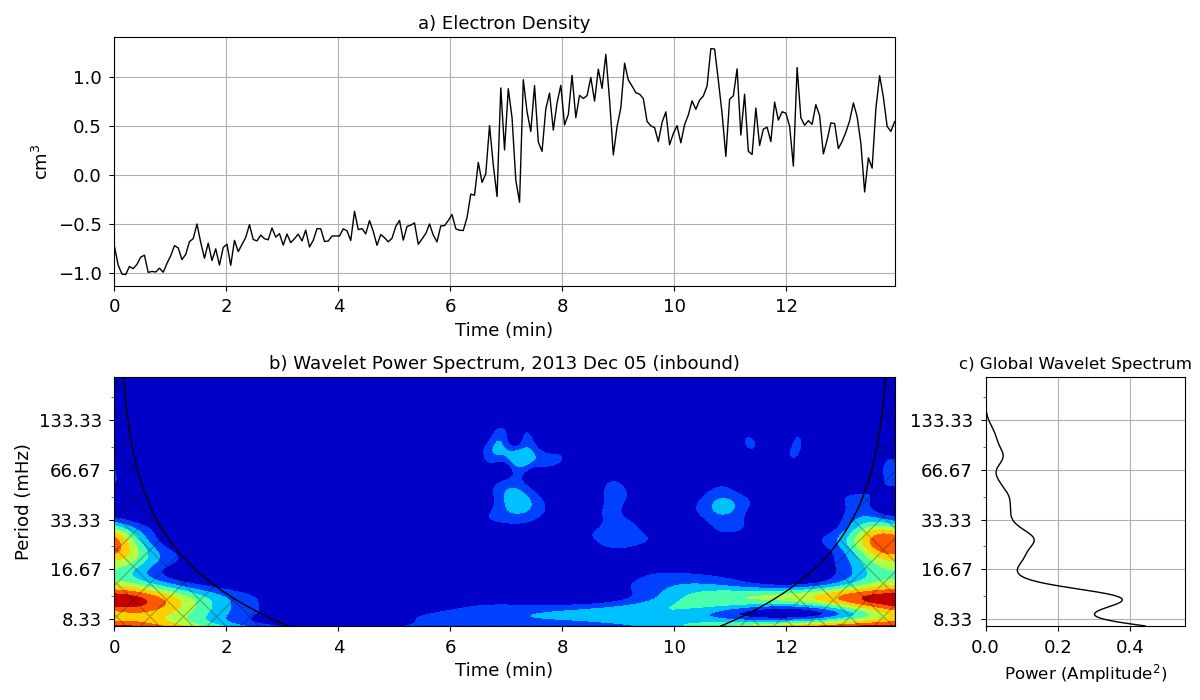 a) Electron Density
1.0
0.5
0.0
−0.5
−1.0
cm³
0 2 4 6 8 10 12
Time (min)
b) Wavelet Power Spectrum, 2013 Dec 05 (inbound)
133.33
66.67
33.33
16.67
8.33
Period (mHz)
0 2 4 6 8 10 12
Time (min)
c) Global Wavelet Spectrum
133.33
66.67
33.33
16.67
8.33
0.0 0.2 0.4
Power (Amplitude²)